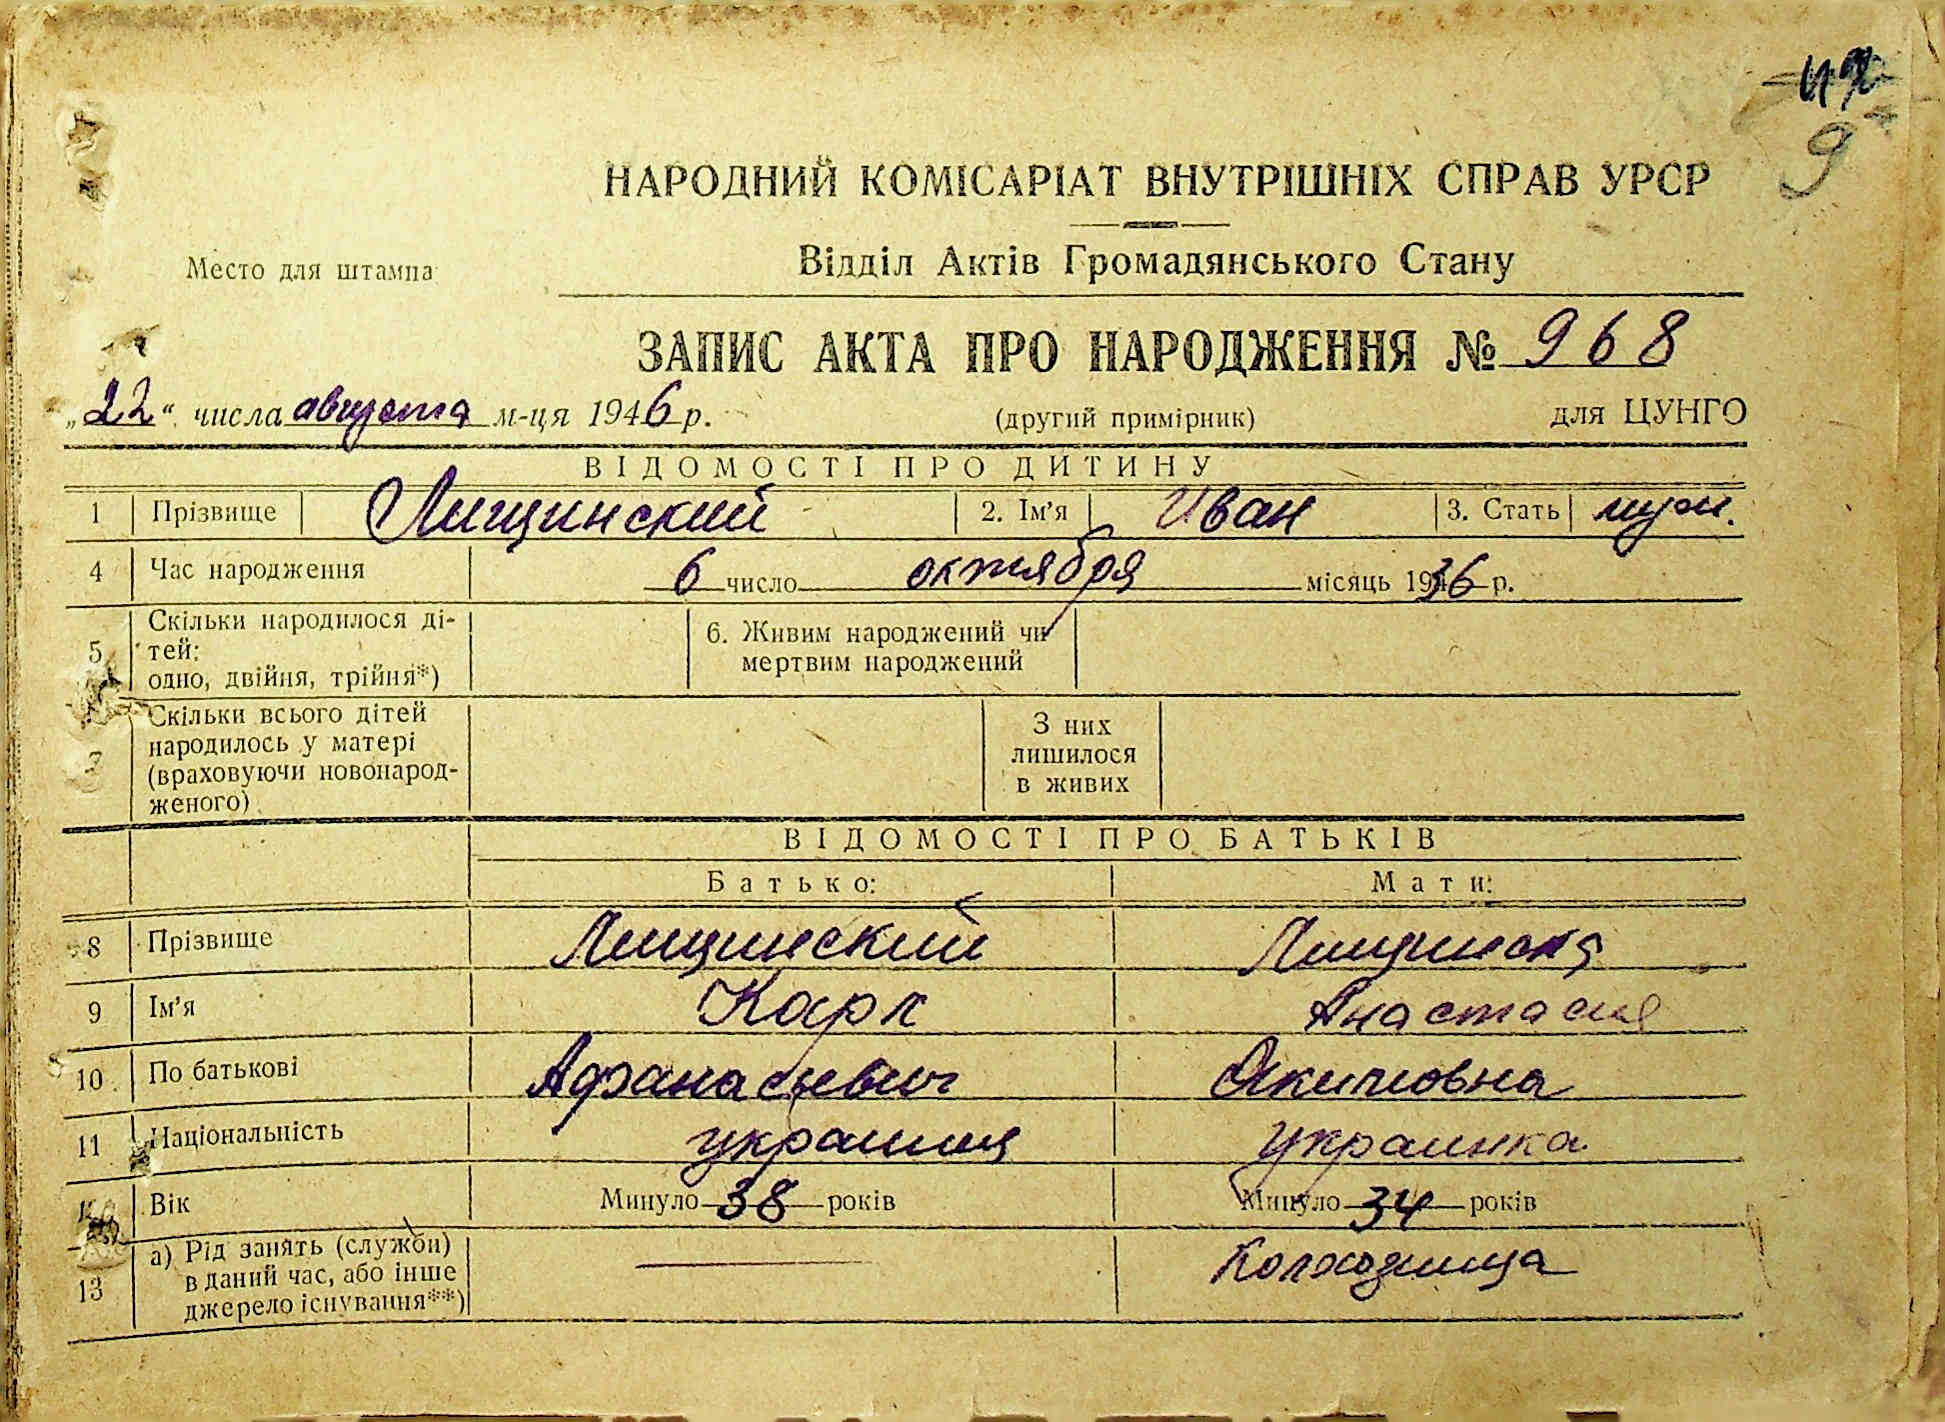 9
НАРОДНИЙ КОМІСАРІАТ ВНУТРІШНІХ СПРАВ УРСР
Место для штампа
Відділ Актів Громадянського Стану
ЗАПИС АКТА ПРО НАРОДЖЕННЯ № 968
„22“ числа августа м-ця 1946 р. (другий примірник) для ЦУНГО
ВІДОМОСТІ ПРО ДИТИНУ
1 Прізвище Лищинский 2. Ім'я Иван 3. Стать муж.
4 Час народження 6 число октября місяць 1936 р.
5 Скільки народилося ді-
тей:
одно, двійня, трійня*)
6. Живим народжений чи
мертвим народжений
7 Скільки всього дітей
народилось у матері
(враховуючи новонарод-
женого)
З них
лишилося
в живих
ВІДОМОСТІ ПРО БАТЬКІВ
Батько: Мати:
8 Прізвище Лищинский Лищинская
9 Ім'я Карп Анастасия
10 По батькові Афанасьевич Якимовна
11 Національність украинец украинка
Вік Минуло 38 років Минуло 34 років
13 а) Рід занять (служби)
в даний час, або інше
джерело існування**)
Колхозница